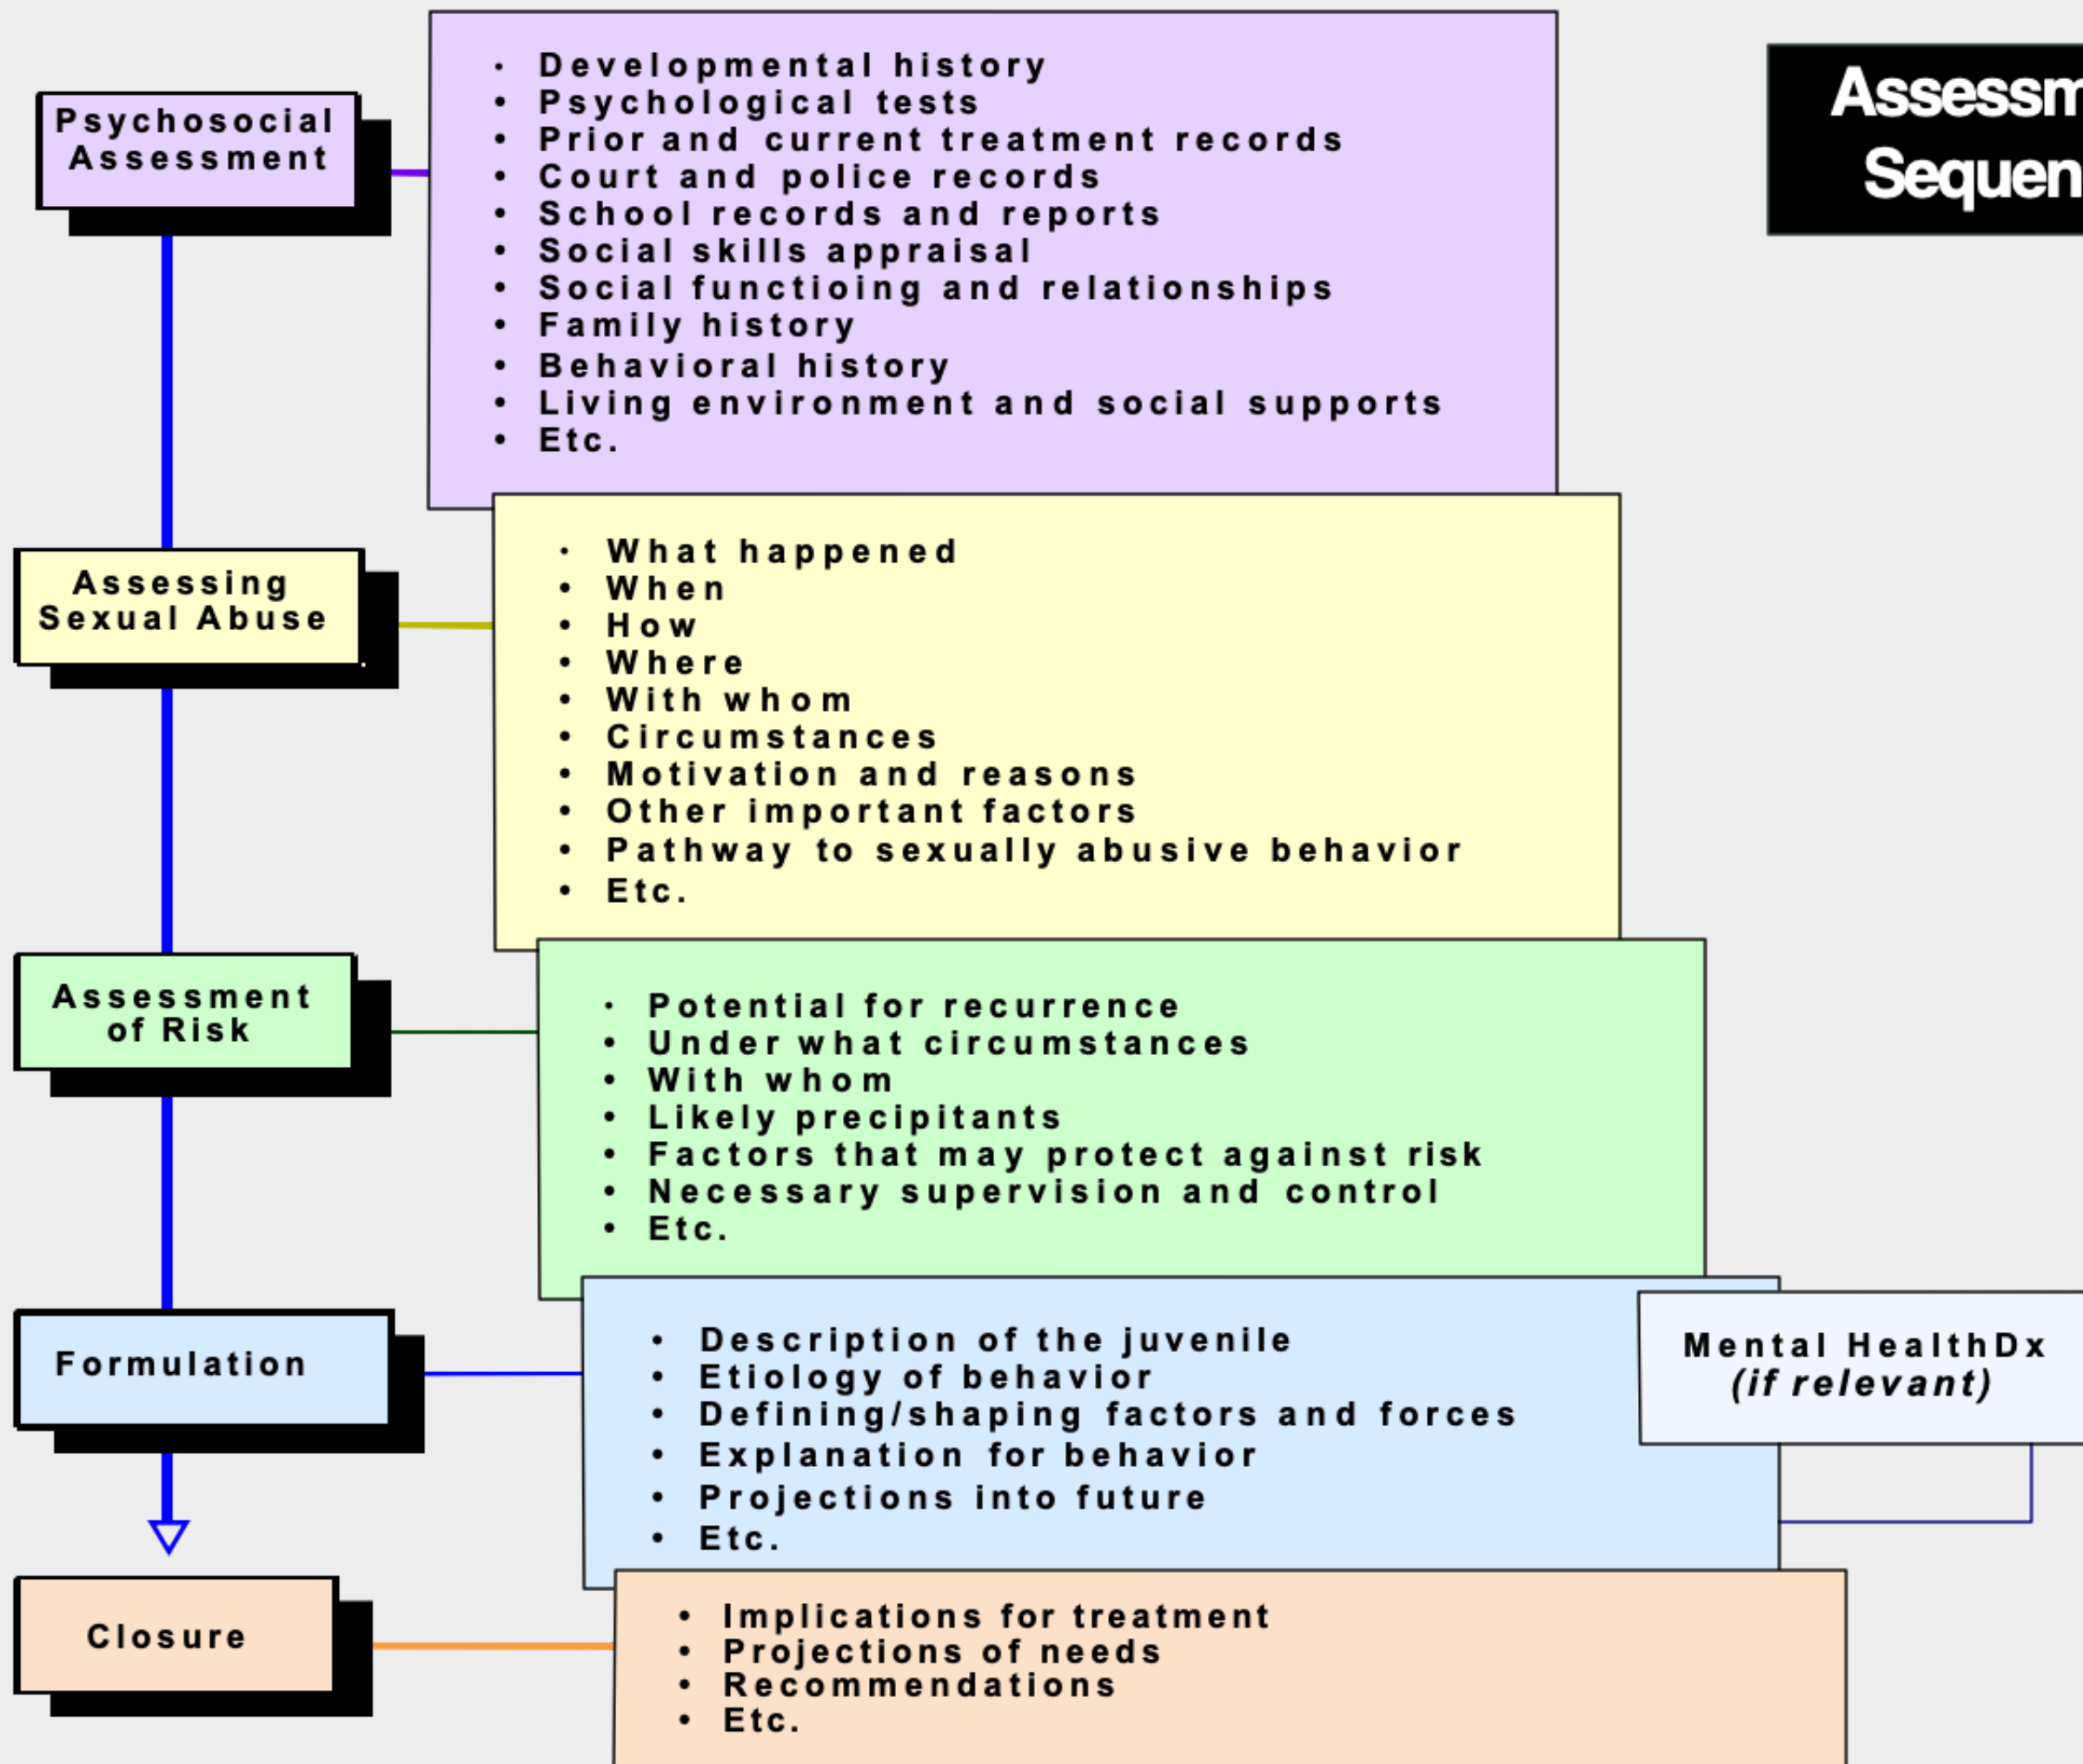 Assessm
Sequen
Psychosocial
Assessment
• Developmental history
• Psychological tests
• Prior and current treatment records
• Court and police records
• School records and reports
• Social skills appraisal
• Social functioing and relationships
• Family history
• Behavioral history
• Living environment and social supports
• Etc.
Assessing
Sexual Abuse
• What happened
• When
• How
• Where
• With whom
• Circumstances
• Motivation and reasons
• Other important factors
• Pathway to sexually abusive behavior
• Etc.
Assessment
of Risk
• Potential for recurrence
• Under what circumstances
• With whom
• Likely precipitants
• Factors that may protect against risk
• Necessary supervision and control
• Etc.
Formulation
• Description of the juvenile
• Etiology of behavior
• Defining/shaping factors and forces
• Explanation for behavior
• Projections into future
• Etc.
Mental HealthDx
(if relevant)
Closure
• Implications for treatment
• Projections of needs
• Recommendations
• Etc.